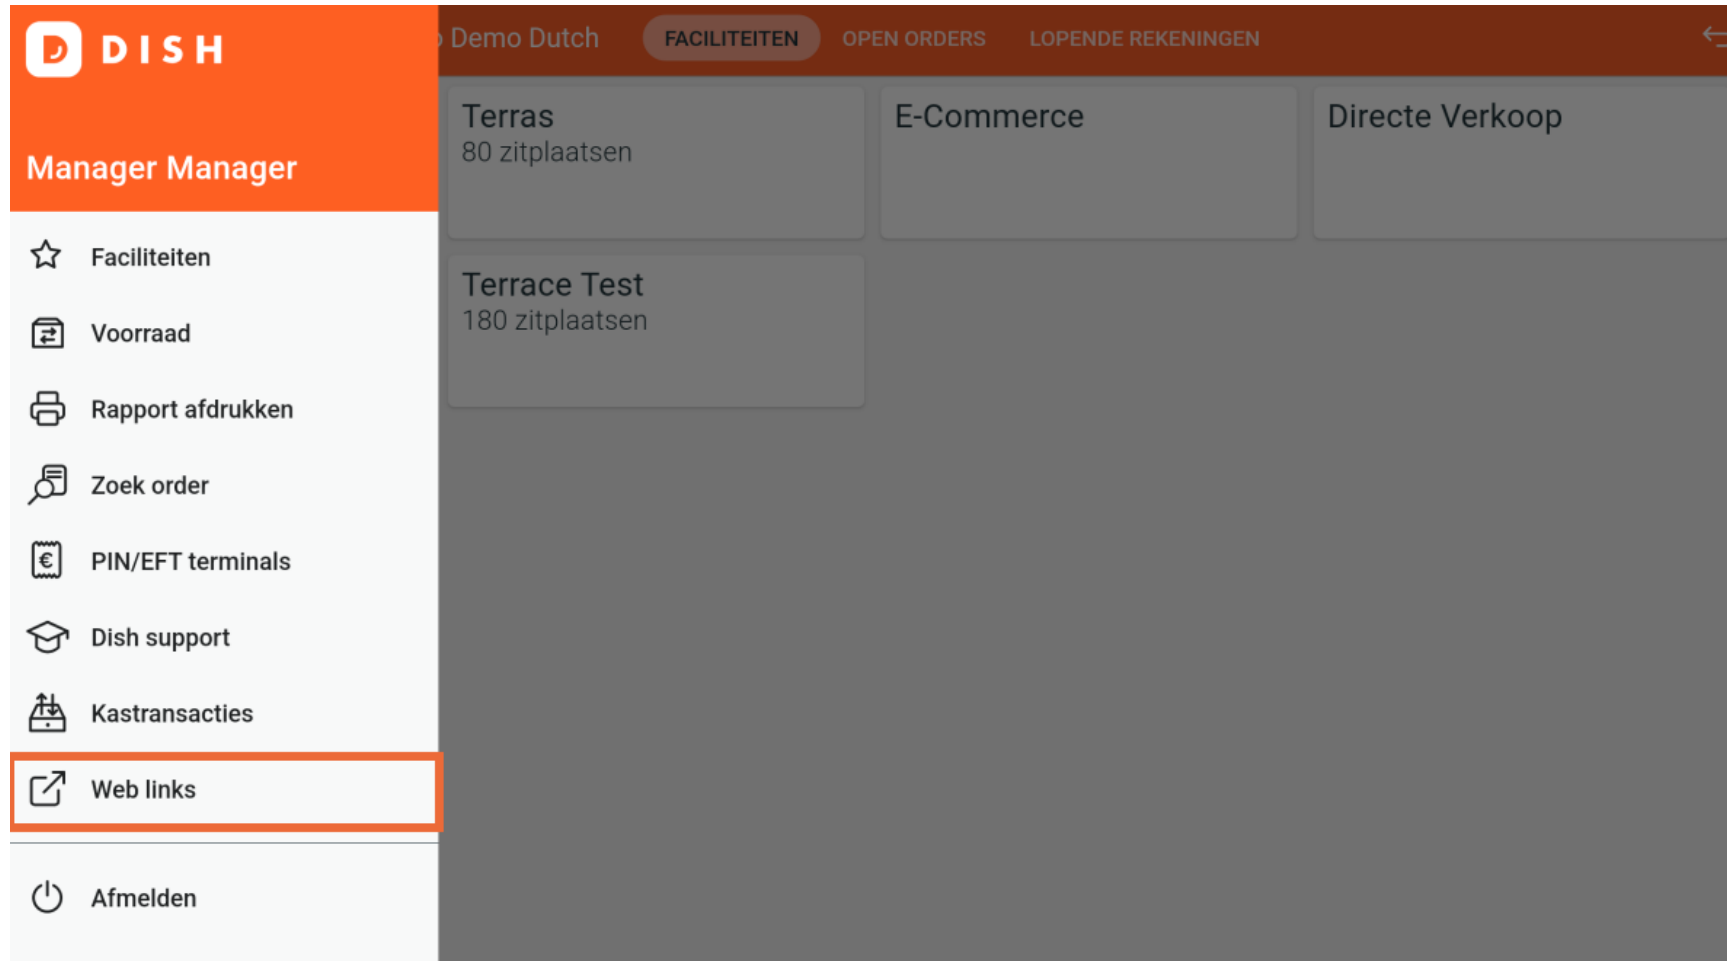 DISH
Manager Manager
Faciliteiten
Voorraad
Rapport afdrukken
Zoek order
PIN/EFT terminals
Dish support
Kastransacties
Web links
Afmelden
Demo Dutch
FACILITEITEN
OPEN ORDERS
LOPENDE REKENINGEN
Terras
80 zitplaatsen
E-Commerce
Directe Verkoop
Terrace Test
180 zitplaatsen